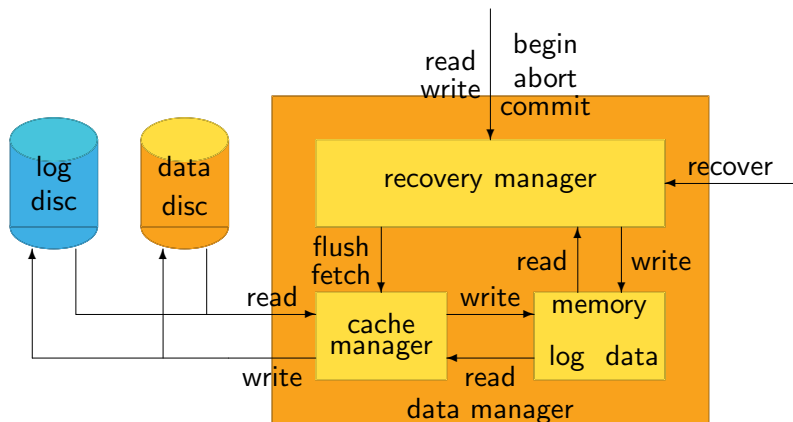 begin
read
abort
write
commit
log
disc
data
disc
recovery manager
recover
flush
fetch
read
write
read
write
memory
cache
manager
log data
write
read
data manager